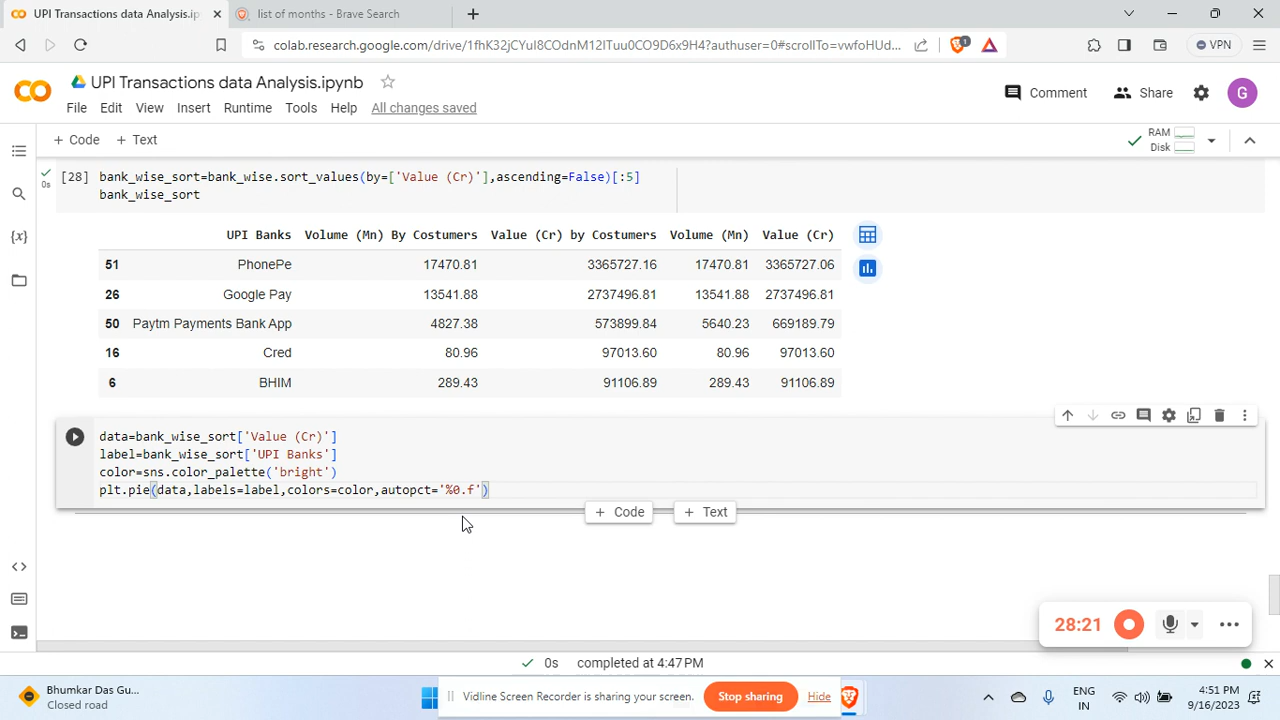 UPI Transactions data Analysis.ip
list of months - Brave Search
colab.research.google.com/drive/1fhK32jCYuI8COdnM12ITuu0CO9D6x9H4?authuser=0#scrollTo=vwfoHUd...
1
VPN
UPI Transactions data Analysis.ipynb
Comment
Share
G
File Edit View Insert Runtime Tools Help All changes saved
+ Code + Text
RAM
Disk
[28] bank_wise_sort=bank_wise.sort_values(by=['Value (Cr)'],ascending=False)[:5]
0s
bank_wise_sort
UPI Banks Volume (Mn) By Costumers Value (Cr) by Costumers Volume (Mn) Value (Cr)
51 PhonePe 17470.81 3365727.16 17470.81 3365727.06
26 Google Pay 13541.88 2737496.81 13541.88 2737496.81
50 Paytm Payments Bank App 4827.38 573899.84 5640.23 669189.79
16 Cred 80.96 97013.60 80.96 97013.60
6 BHIM 289.43 91106.89 289.43 91106.89
data=bank_wise_sort['Value (Cr)']
label=bank_wise_sort['UPI Banks']
color=sns.color_palette('bright')
plt.pie(data,labels=label,colors=color,autopct='%0.f')
+ Code + Text
28:21
0s completed at 4:47PM
Bhumkar Das Gu...
Closed road
Vidline Screen Recorder is sharing your screen.
Stop sharing
Hide
ENG
IN
4:51 PM
9/16/2023